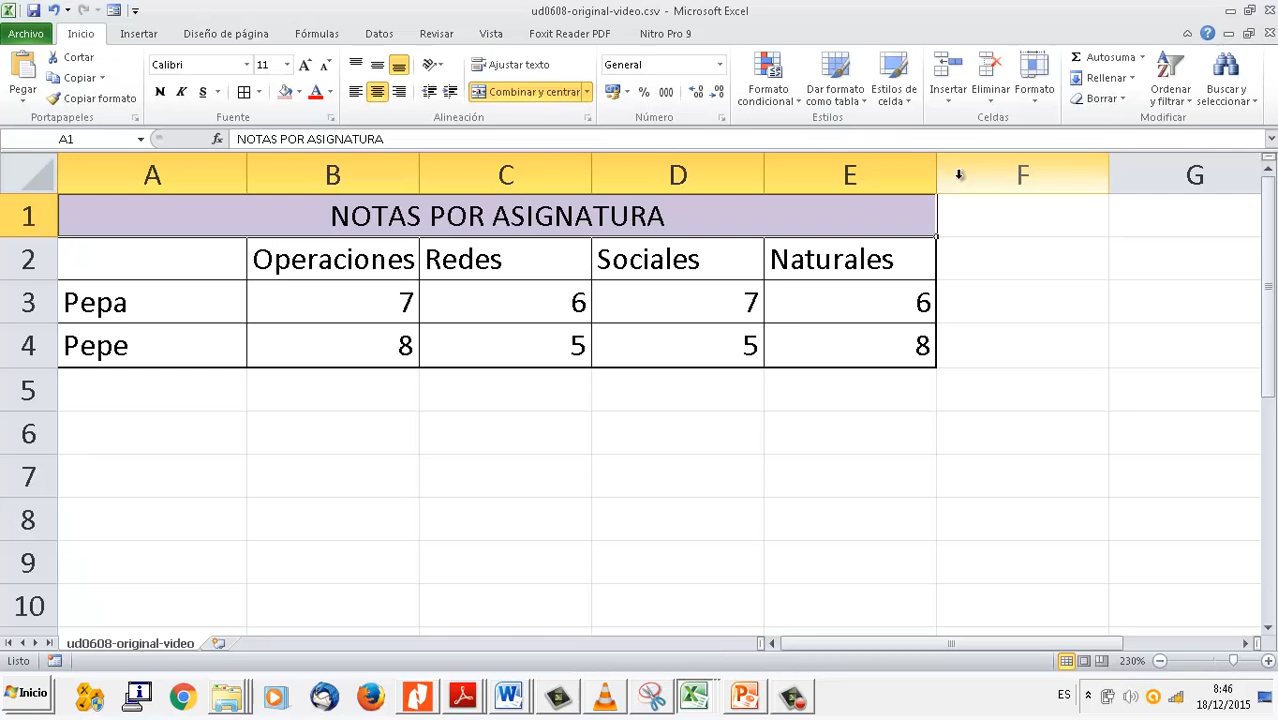 ud0608-original-video.csv - Microsoft Excel
Archivo Inicio Insertar Diseño de página Fórmulas Datos Revisar Vista Foxit Reader PDF Nitro Pro 9
Pegar
Cortar
Copiar
Copiar formato
Portapapeles
Calibri 11
N K S
Fuente
Ajustar texto
Combinar y centrar
Alineación
General
% 000
Número
Formato condicional
Dar formato como tabla
Estilos de celda
Estilos
Insertar Eliminar Formato
Celdas
Σ Autosuma
Rellenar
Borrar
Ordenar y filtrar
Buscar y seleccionar
Modificar
A1 fx NOTAS POR ASIGNATURA
A B C D E F G
1 NOTAS POR ASIGNATURA
2 Operaciones Redes Sociales Naturales
3 Pepa 7 6 7 6
4 Pepe 8 5 5 8
5
6
7
8
9
10
ud0608-original-video
Listo 230%
Inicio ES 8:46
18/12/2015